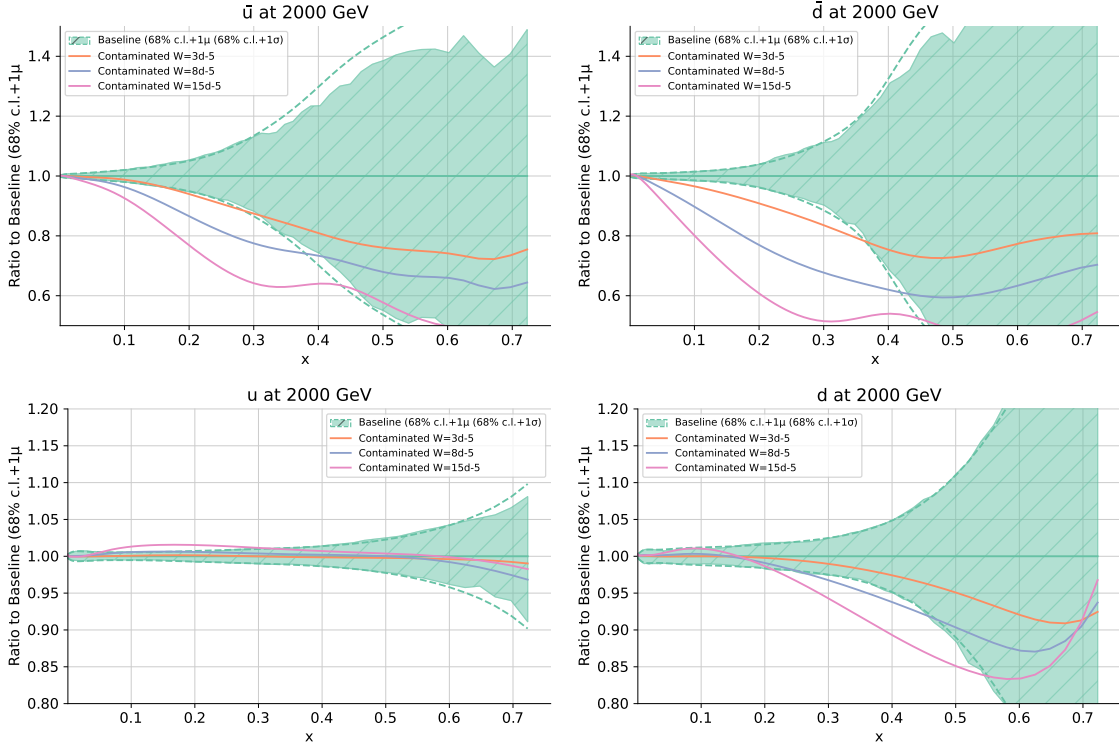 ū at 2000 GeV
Ratio to Baseline (68% c.l.+1μ
1.4
1.2
1.0
0.8
0.6
Baseline (68% c.l.+1μ (68% c.l.+1σ)
Contaminated W=3d-5
Contaminated W=8d-5
Contaminated W=15d-5
0.1 0.2 0.3 0.4 0.5 0.6 0.7
x
d̄ at 2000 GeV
Ratio to Baseline (68% c.l.+1μ
1.4
1.2
1.0
0.8
0.6
Baseline (68% c.l.+1μ (68% c.l.+1σ)
Contaminated W=3d-5
Contaminated W=8d-5
Contaminated W=15d-5
0.1 0.2 0.3 0.4 0.5 0.6 0.7
x
u at 2000 GeV
Ratio to Baseline (68% c.l.+1μ
1.20
1.15
1.10
1.05
1.00
0.95
0.90
0.85
0.80
Baseline (68% c.l.+1μ (68% c.l.+1σ)
Contaminated W=3d-5
Contaminated W=8d-5
Contaminated W=15d-5
0.1 0.2 0.3 0.4 0.5 0.6 0.7
x
d at 2000 GeV
Ratio to Baseline (68% c.l.+1μ
1.20
1.15
1.10
1.05
1.00
0.95
0.90
0.85
0.80
Baseline (68% c.l.+1μ (68% c.l.+1σ)
Contaminated W=3d-5
Contaminated W=8d-5
Contaminated W=15d-5
0.1 0.2 0.3 0.4 0.5 0.6 0.7
x